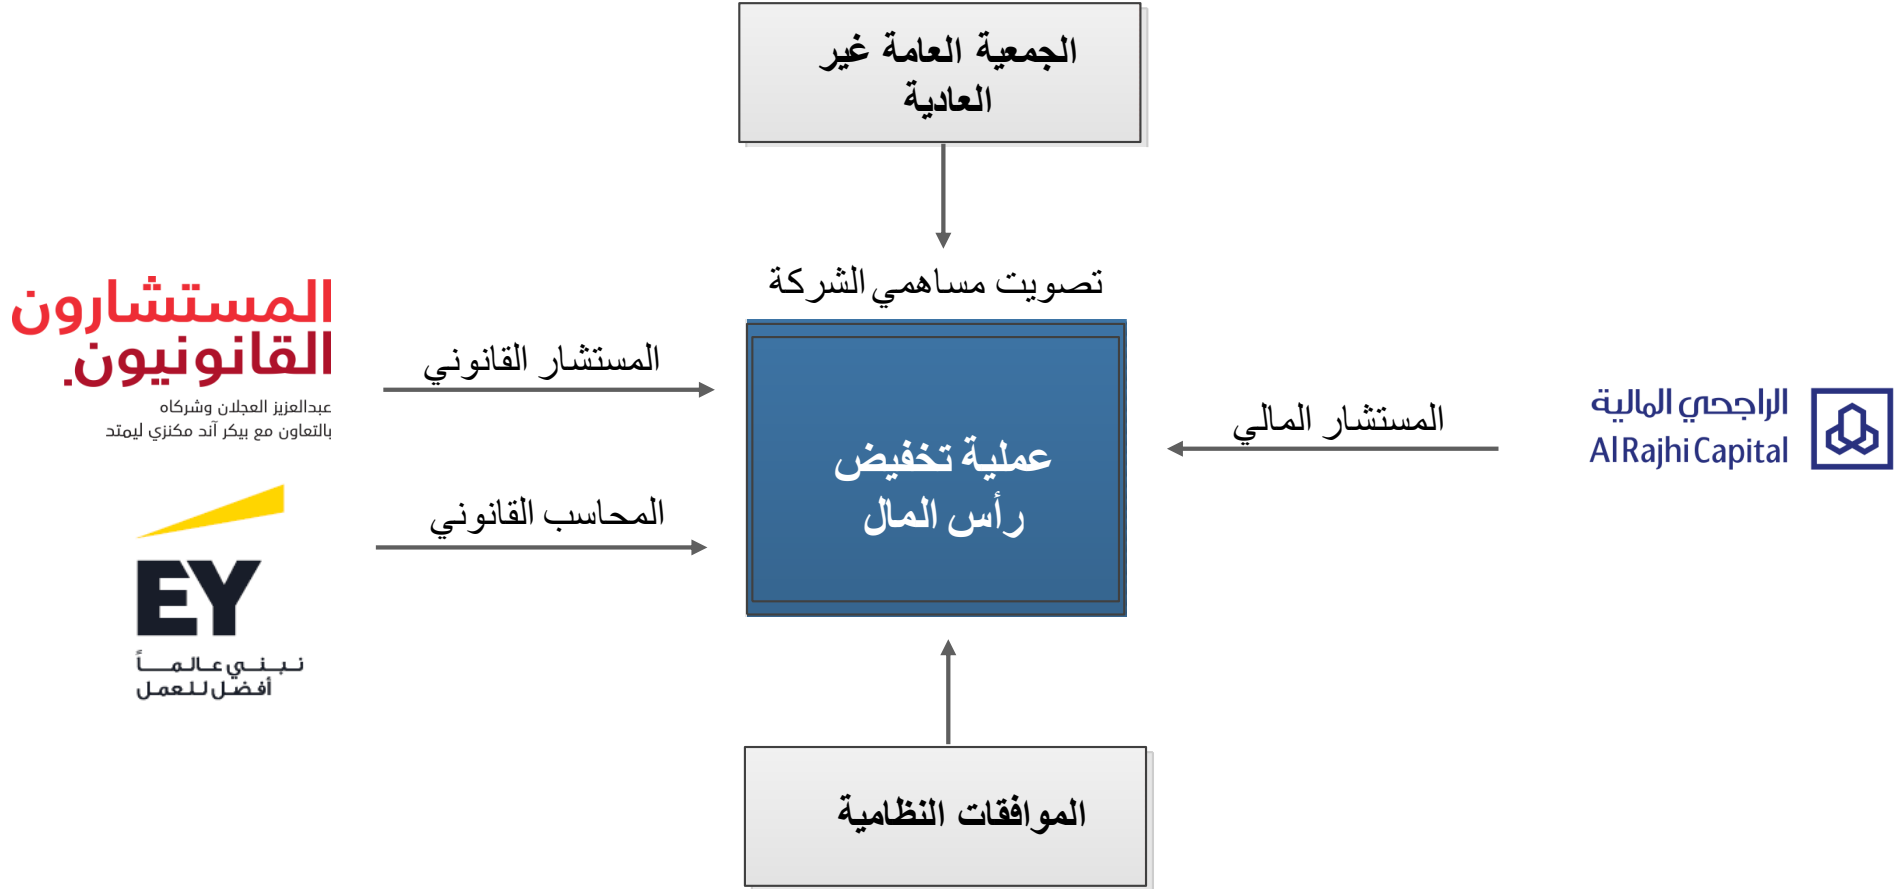 الجمعية العامة غير
العادية
تصويت مساهمي الشركة
المستشارون
القانونيون.
عبدالعزيز العجلان وشركاه
بالتعاون مع بيكر آند مكنزي ليمتد
المستشار القانوني
المستشار المالي
الراجحي المالية
Al Rajhi Capital
عملية تخفيض
رأس المال
المحاسب القانوني
EY
نبني عالماً
أفضل للعمل
الموافقات النظامية